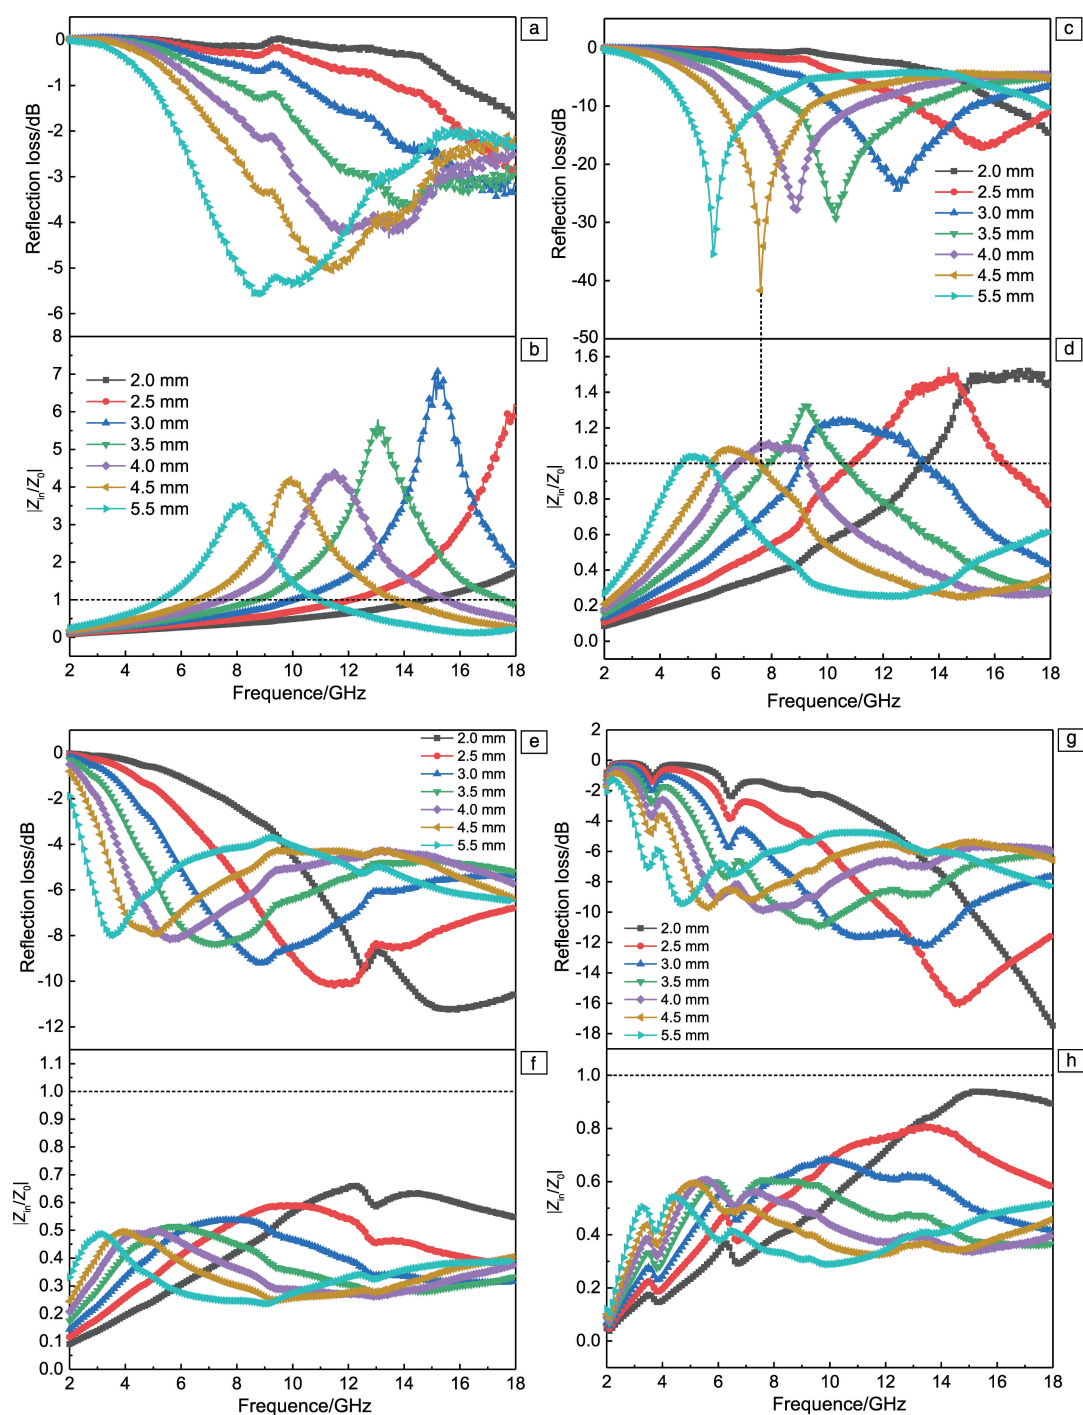 a
0
-1
-2
-3
-4
-5
-6
Reflection loss/dB
b
8
7
6
5
4
3
2
1
0
|Z_in/Z_0|
2.0 mm
2.5 mm
3.0 mm
3.5 mm
4.0 mm
4.5 mm
5.5 mm
2 4 6 8 10 12 14 16 18
Frequence/GHz
c
0
-10
-20
-30
-40
-50
Reflection loss/dB
2.0 mm
2.5 mm
3.0 mm
3.5 mm
4.0 mm
4.5 mm
5.5 mm
d
1.6
1.4
1.2
1.0
0.8
0.6
0.4
0.2
0.0
|Z_in/Z_0|
2 4 6 8 10 12 14 16 18
Frequence/GHz
e
0
-2
-4
-6
-8
-10
-12
Reflection loss/dB
2.0 mm
2.5 mm
3.0 mm
3.5 mm
4.0 mm
4.5 mm
5.5 mm
f
1.1
1.0
0.9
0.8
0.7
0.6
0.5
0.4
0.3
0.2
0.1
0.0
|Z_in/Z_0|
2 4 6 8 10 12 14 16 18
Frequence/GHz
g
2
0
-2
-4
-6
-8
-10
-12
-14
-16
-18
Reflection loss/dB
2.0 mm
2.5 mm
3.0 mm
3.5 mm
4.0 mm
4.5 mm
5.5 mm
h
1.0
0.8
0.6
0.4
0.2
0.0
|Z_in/Z_0|
2 4 6 8 10 12 14 16 18
Frequence/GHz